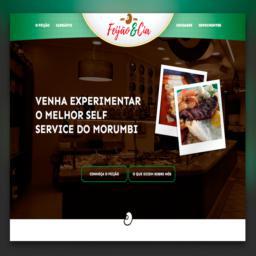 O FEIJÃO CARDÁPIO
Feijão&Cia
UNIDADES DEPOIMENTOS
VENHA EXPERIMENTAR
O MELHOR SELF
SERVICE DO MORUMBI
CONHEÇA O FEIJÃO
O QUE DIZEM SOBRE NÓS